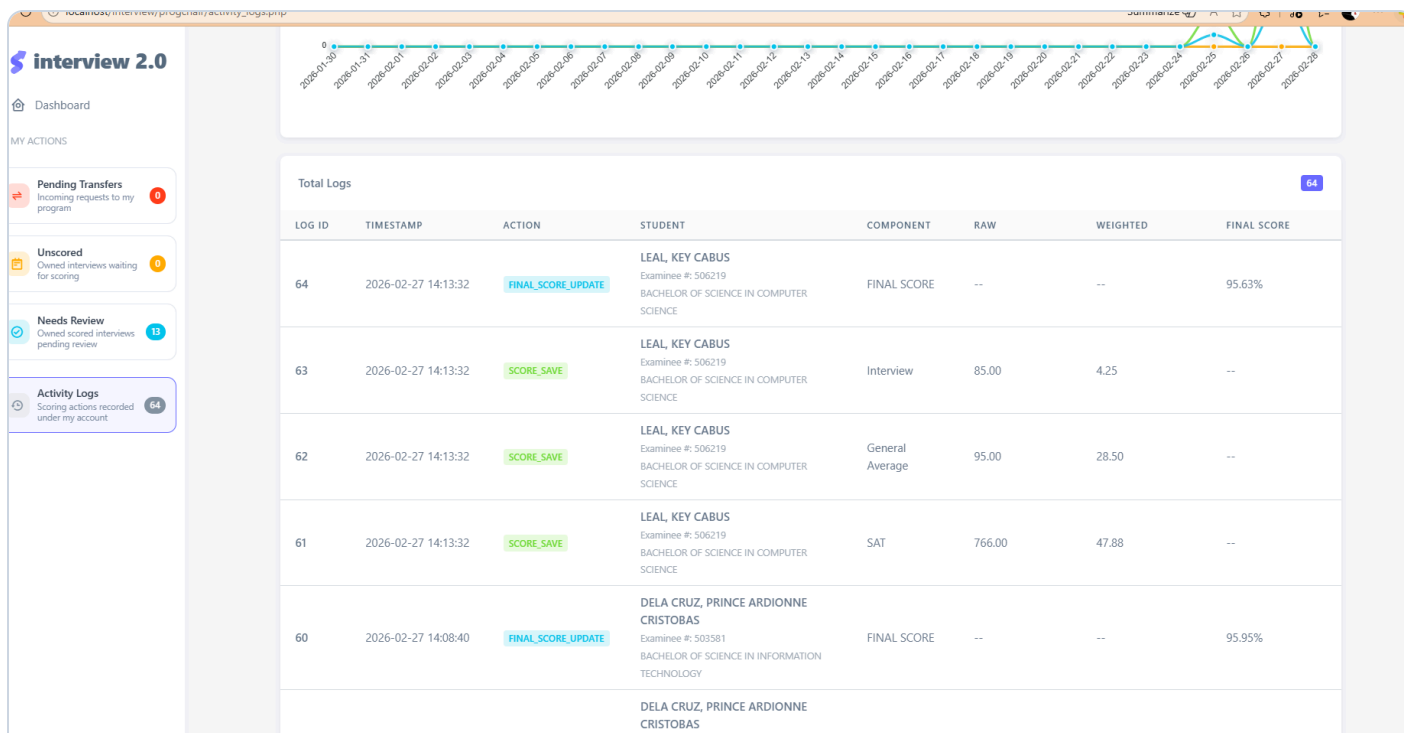 localhost/interview/progchair/activity_logs.php
Summarize
interview 2.0
Dashboard
MY ACTIONS
Pending Transfers
Incoming requests to my
program
0
Unscored
Owned interviews waiting
for scoring
0
Needs Review
Owned scored interviews
pending review
13
Activity Logs
Scoring actions recorded
under my account
64
0
2026-01-30
2026-01-31
2026-02-01
2026-02-02
2026-02-03
2026-02-04
2026-02-05
2026-02-06
2026-02-07
2026-02-08
2026-02-09
2026-02-10
2026-02-11
2026-02-12
2026-02-13
2026-02-14
2026-02-15
2026-02-16
2026-02-17
2026-02-18
2026-02-19
2026-02-20
2026-02-21
2026-02-22
2026-02-23
2026-02-24
2026-02-25
2026-02-26
2026-02-27
2026-02-28
Total Logs 64
LOG ID TIMESTAMP ACTION STUDENT COMPONENT RAW WEIGHTED FINAL SCORE
LEAL, KEY CABUS
Examinee #: 506219
64 2026-02-27 14:13:32 FINAL_SCORE_UPDATE FINAL SCORE -- -- 95.63%
BACHELOR OF SCIENCE IN COMPUTER
SCIENCE
LEAL, KEY CABUS
Examinee #: 506219
63 2026-02-27 14:13:32 SCORE_SAVE Interview 85.00 4.25 --
BACHELOR OF SCIENCE IN COMPUTER
SCIENCE
LEAL, KEY CABUS
Examinee #: 506219
62 2026-02-27 14:13:32 SCORE_SAVE General Average 95.00 28.50 --
BACHELOR OF SCIENCE IN COMPUTER
SCIENCE
LEAL, KEY CABUS
Examinee #: 506219
61 2026-02-27 14:13:32 SCORE_SAVE SAT 766.00 47.88 --
BACHELOR OF SCIENCE IN COMPUTER
SCIENCE
DELA CRUZ, PRINCE ARDIONNE
CRISTOBAS
60 2026-02-27 14:08:40 FINAL_SCORE_UPDATE Examinee #: 503581 FINAL SCORE -- -- 95.95%
BACHELOR OF SCIENCE IN INFORMATION
TECHNOLOGY
DELA CRUZ, PRINCE ARDIONNE
CRISTOBAS